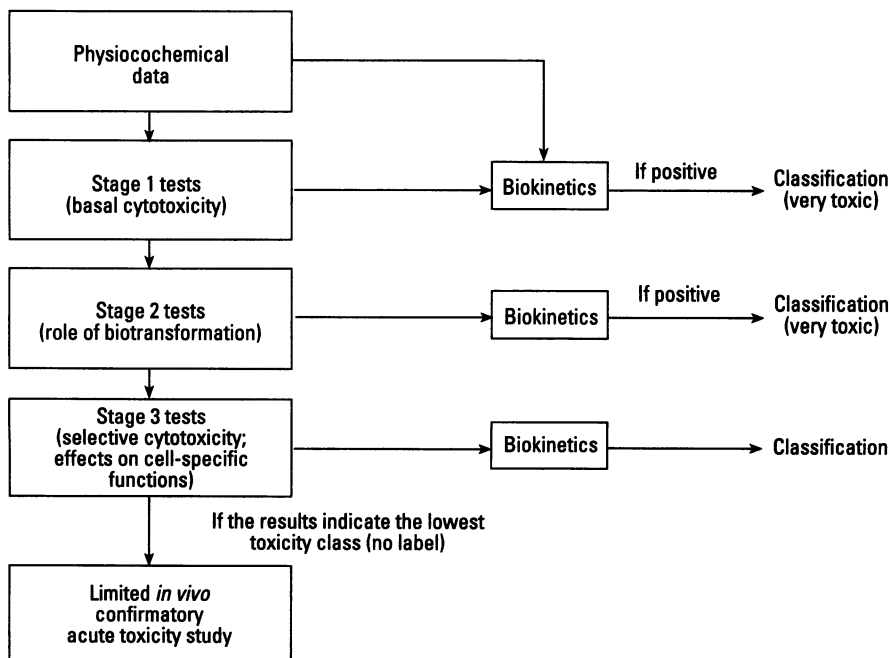 Physiocochemical
data
Stage 1 tests
(basal cytotoxicity)
Biokinetics
If positive
Classification
(very toxic)
Stage 2 tests
(role of biotransformation)
Biokinetics
If positive
Classification
(very toxic)
Stage 3 tests
(selective cytotoxicity;
effects on cell-specific
functions)
Biokinetics
Classification
If the results indicate the lowest
toxicity class (no label)
Limited in vivo
confirmatory
acute toxicity study